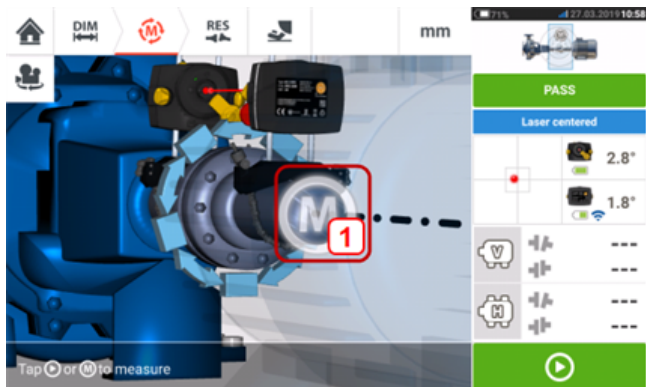 71% 27.03.2019 10:58
DIM RES mm
M
PASS
Laser centered
2.8°
1.8°
M
1
V ---
---
H ---
---
Tap or M to measure